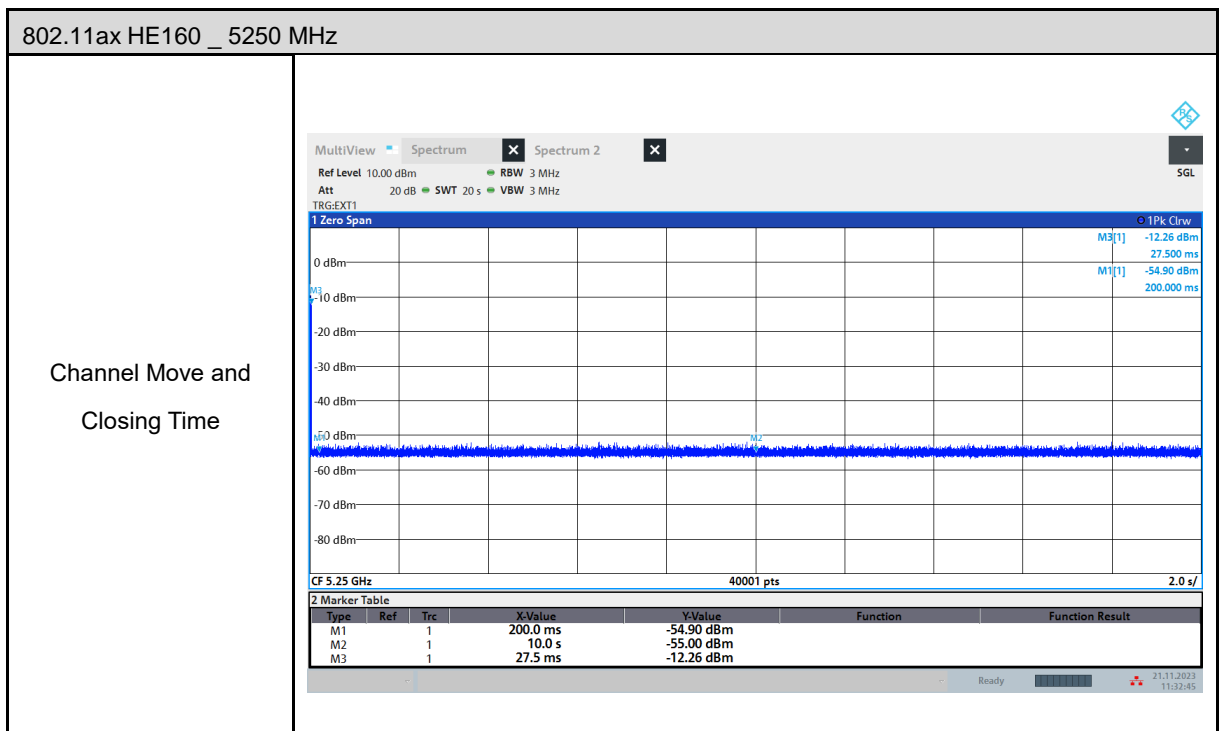 802.11ax HE160 _ 5250 MHz
Channel Move and
Closing Time
R&S
MultiView Spectrum Spectrum 2
Ref Level 10.00 dBm RBW 3 MHz SGL
Att 20 dB SWT 20 s VBW 3 MHz
TRG:EXT1
1 Zero Span 1Pk Clrw
M3[1] -12.26 dBm
27.500 ms
M1[1] -54.90 dBm
200.000 ms
0 dBm
M3
-10 dBm
-20 dBm
-30 dBm
-40 dBm
M1 -50 dBm M2
-60 dBm
-70 dBm
-80 dBm
CF 5.25 GHz 40001 pts 2.0 s/
2 Marker Table
Type Ref Trc X-Value Y-Value Function Function Result
M1 1 200.0 ms -54.90 dBm
M2 1 10.0 s -55.00 dBm
M3 1 27.5 ms -12.26 dBm
Ready 21.11.2023
11:32:45